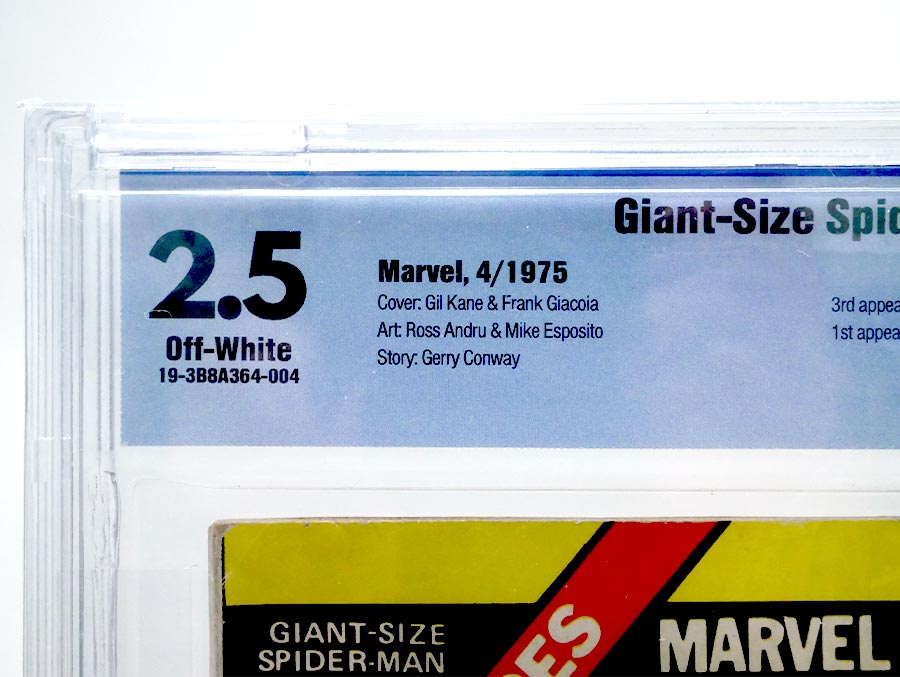 Giant-Size
2.5
Marvel, 4/1975
Cover: Gil Kane & Frank Giacoia
3rd
Art: Ross Andru & Mike Esposito
1st
Off-White
Story: Gerry Conway
19-3B8A364-004
GIANT-SIZE
SPIDER-MAN
MARVEL